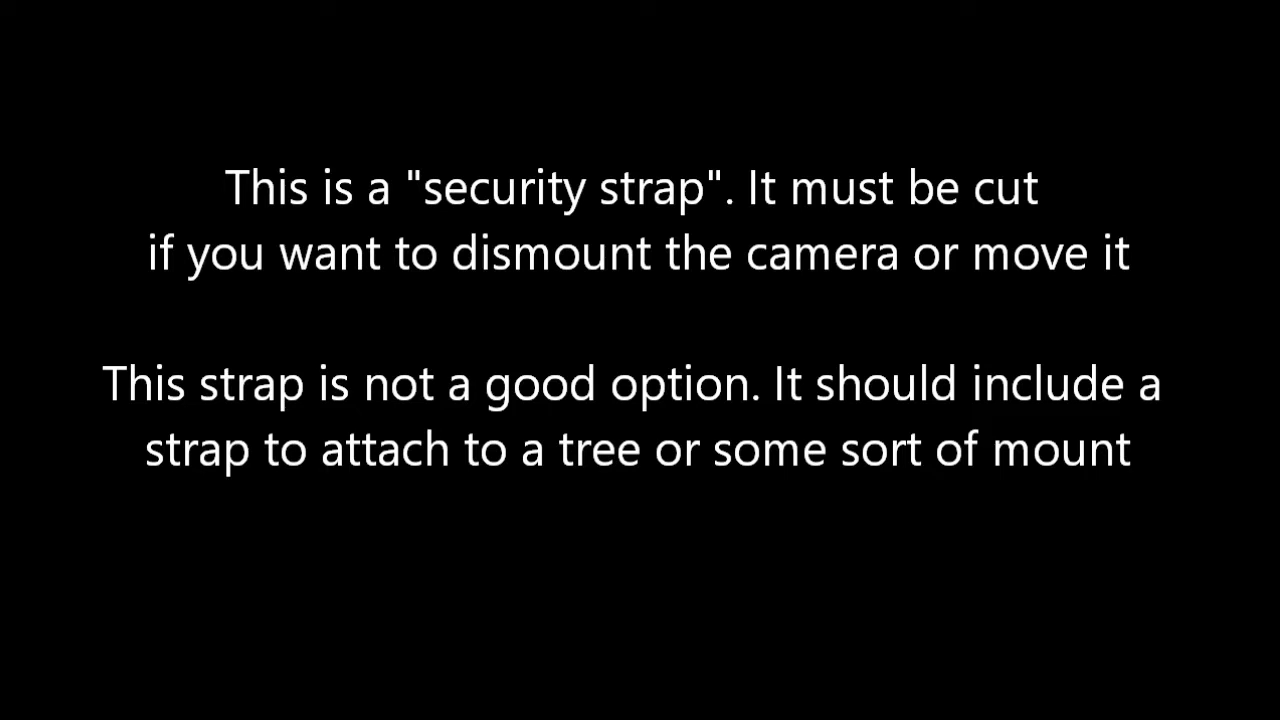 This is a "security strap". It must be cut
if you want to dismount the camera or move it
This strap is not a good option. It should include a
strap to attach to a tree or some sort of mount